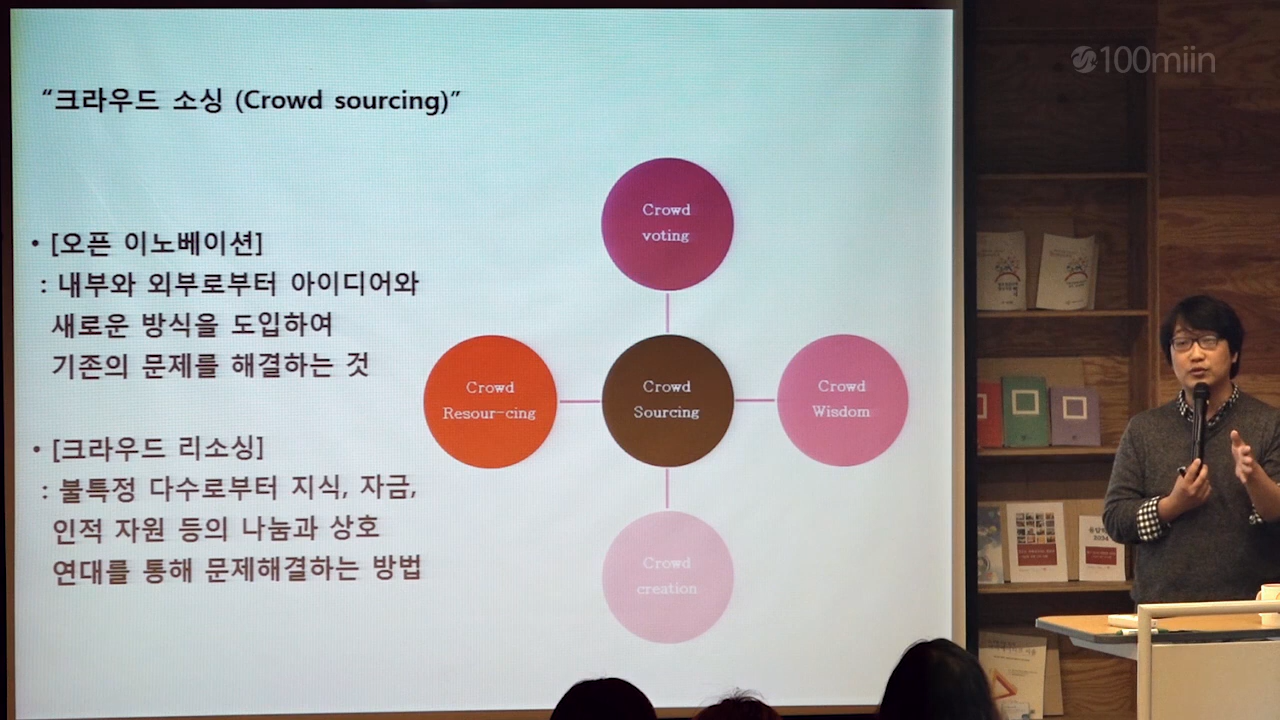 100miin
“크라우드 소싱 (Crowd sourcing)”
• [오픈 이노베이션]
: 내부와 외부로부터 아이디어와
새로운 방식을 도입하여
기존의 문제를 해결하는 것
• [크라우드 리소싱]
: 불특정 다수로부터 지식, 자금,
인적 자원 등의 나눔과 상호
연대를 통해 문제해결하는 방법
Crowd
voting
Crowd
Resour-cing
Crowd
Sourcing
Crowd
Wisdom
Crowd
creation